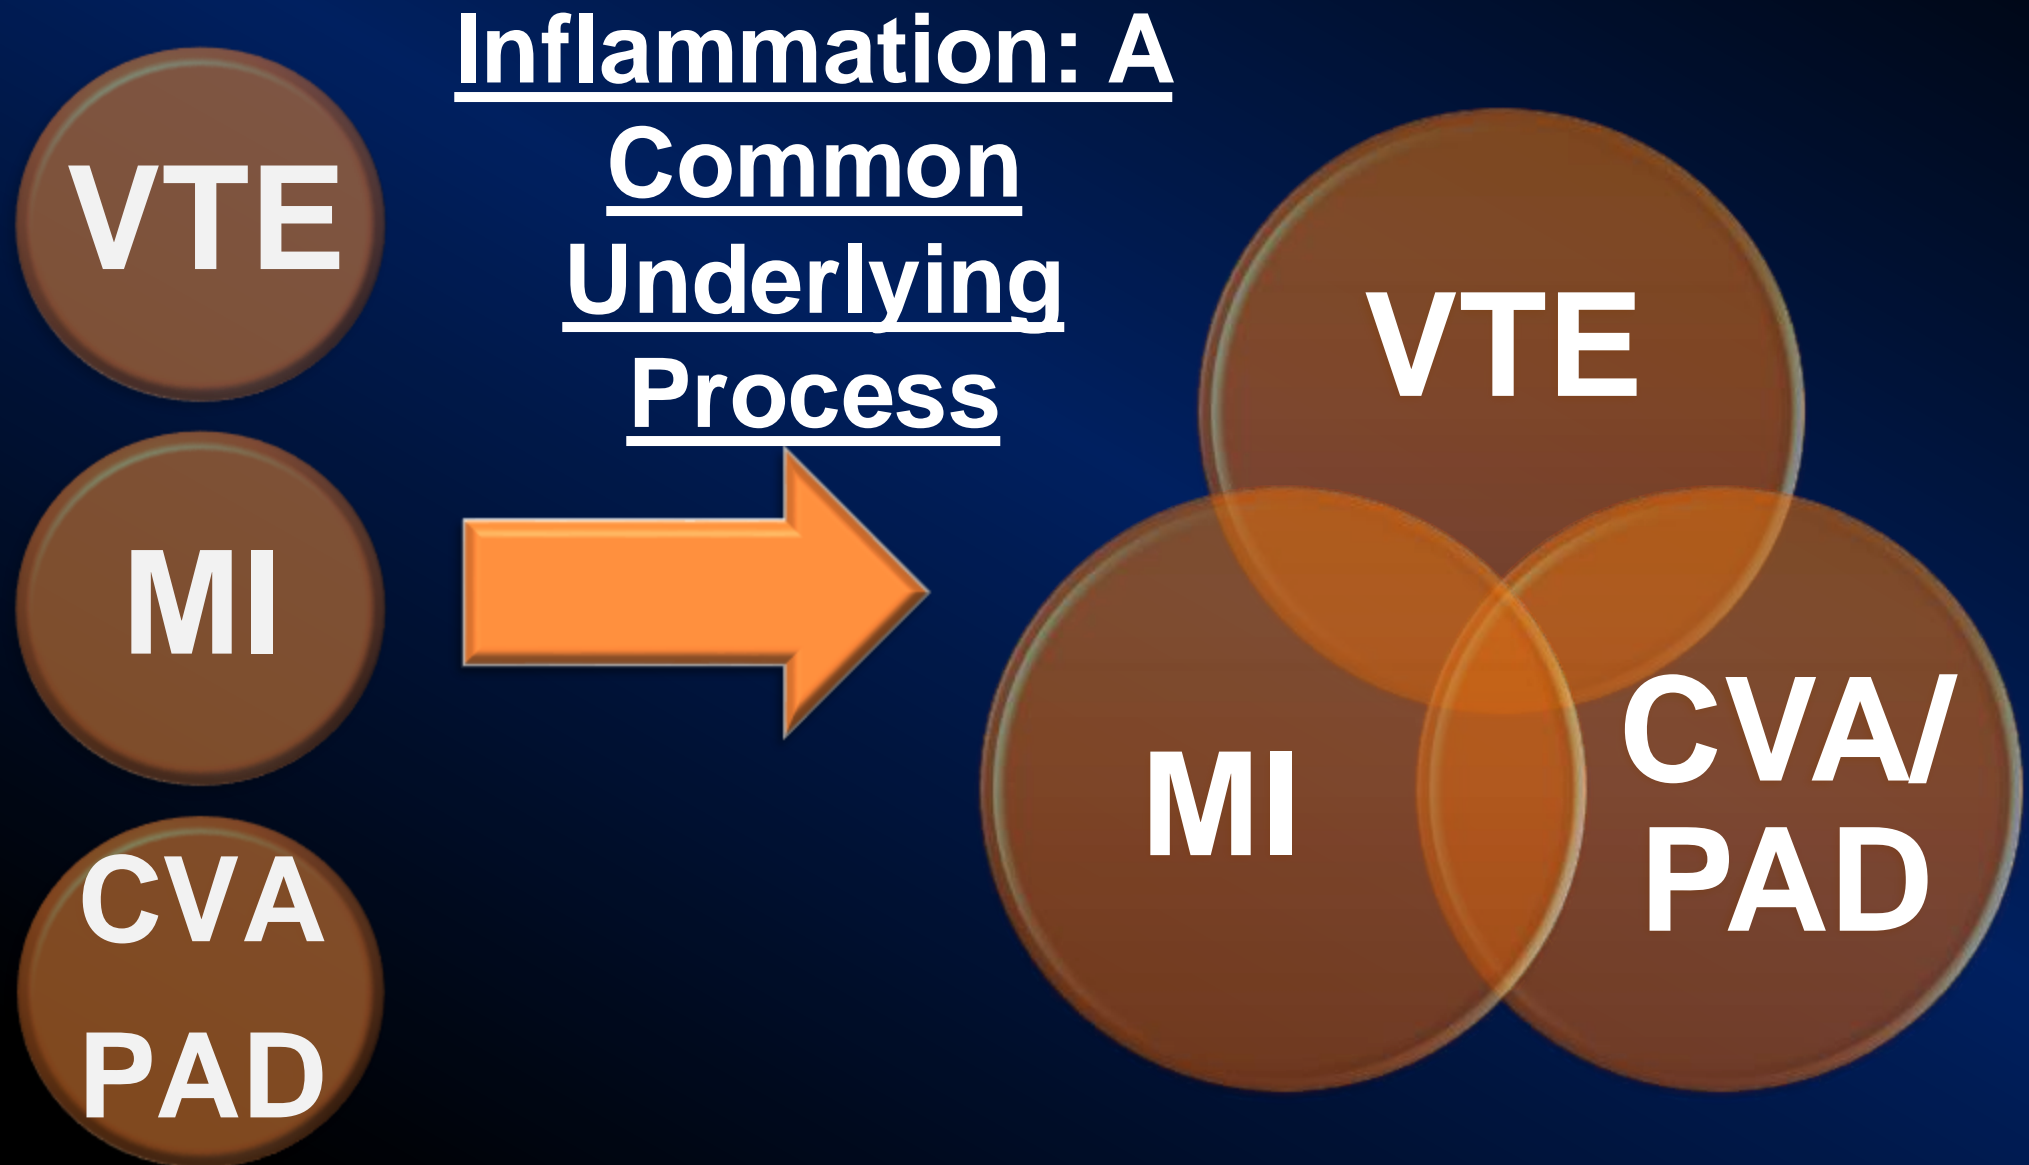 Inflammation: A
Common
Underlying
Process
VTE
MI
CVA
PAD
VTE
MI
CVA/
PAD